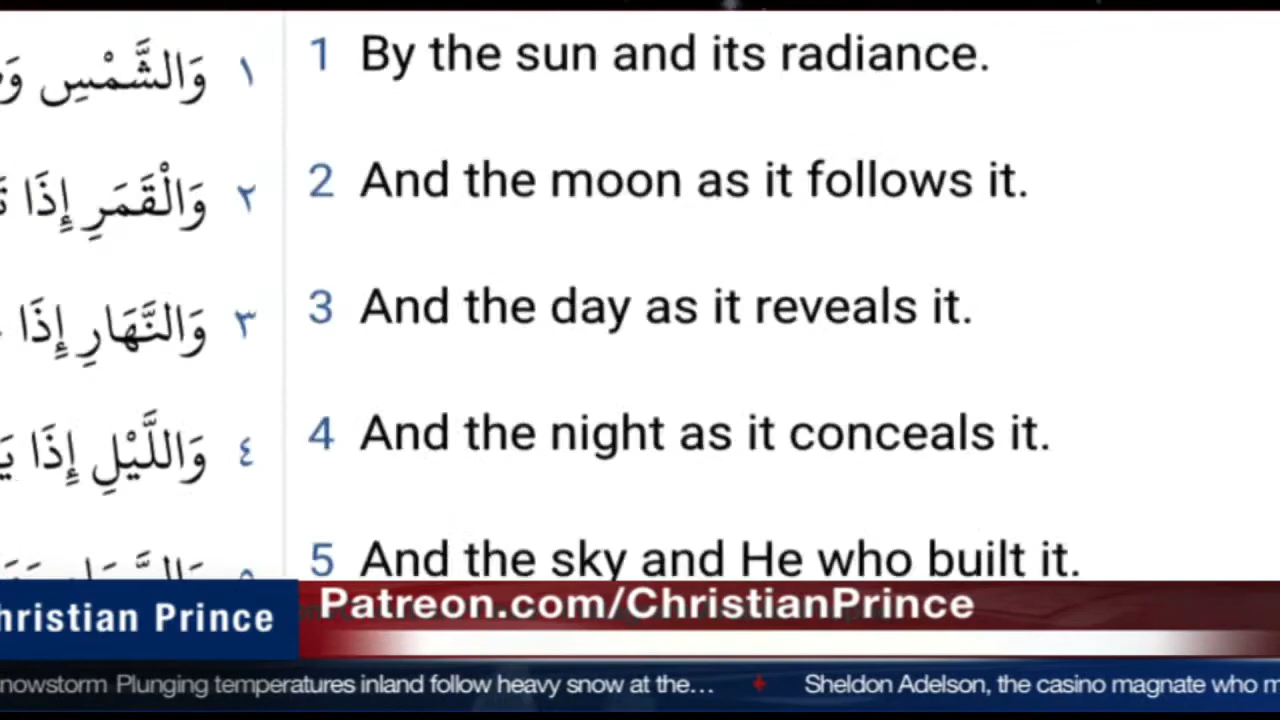 ١ وَالشَّمْسِ
1 By the sun and its radiance.
٢ وَالْقَمَرِ إِذَا
2 And the moon as it follows it.
٣ وَالنَّهَارِ إِذَا
3 And the day as it reveals it.
٤ وَاللَّيْلِ إِذَا
4 And the night as it conceals it.
5 And the sky and He who built it.
hristian Prince
Patreon.com/ChristianPrince
nowstorm Plunging temperatures inland follow heavy snow at the...
Sheldon Adelson, the casino magnate who m